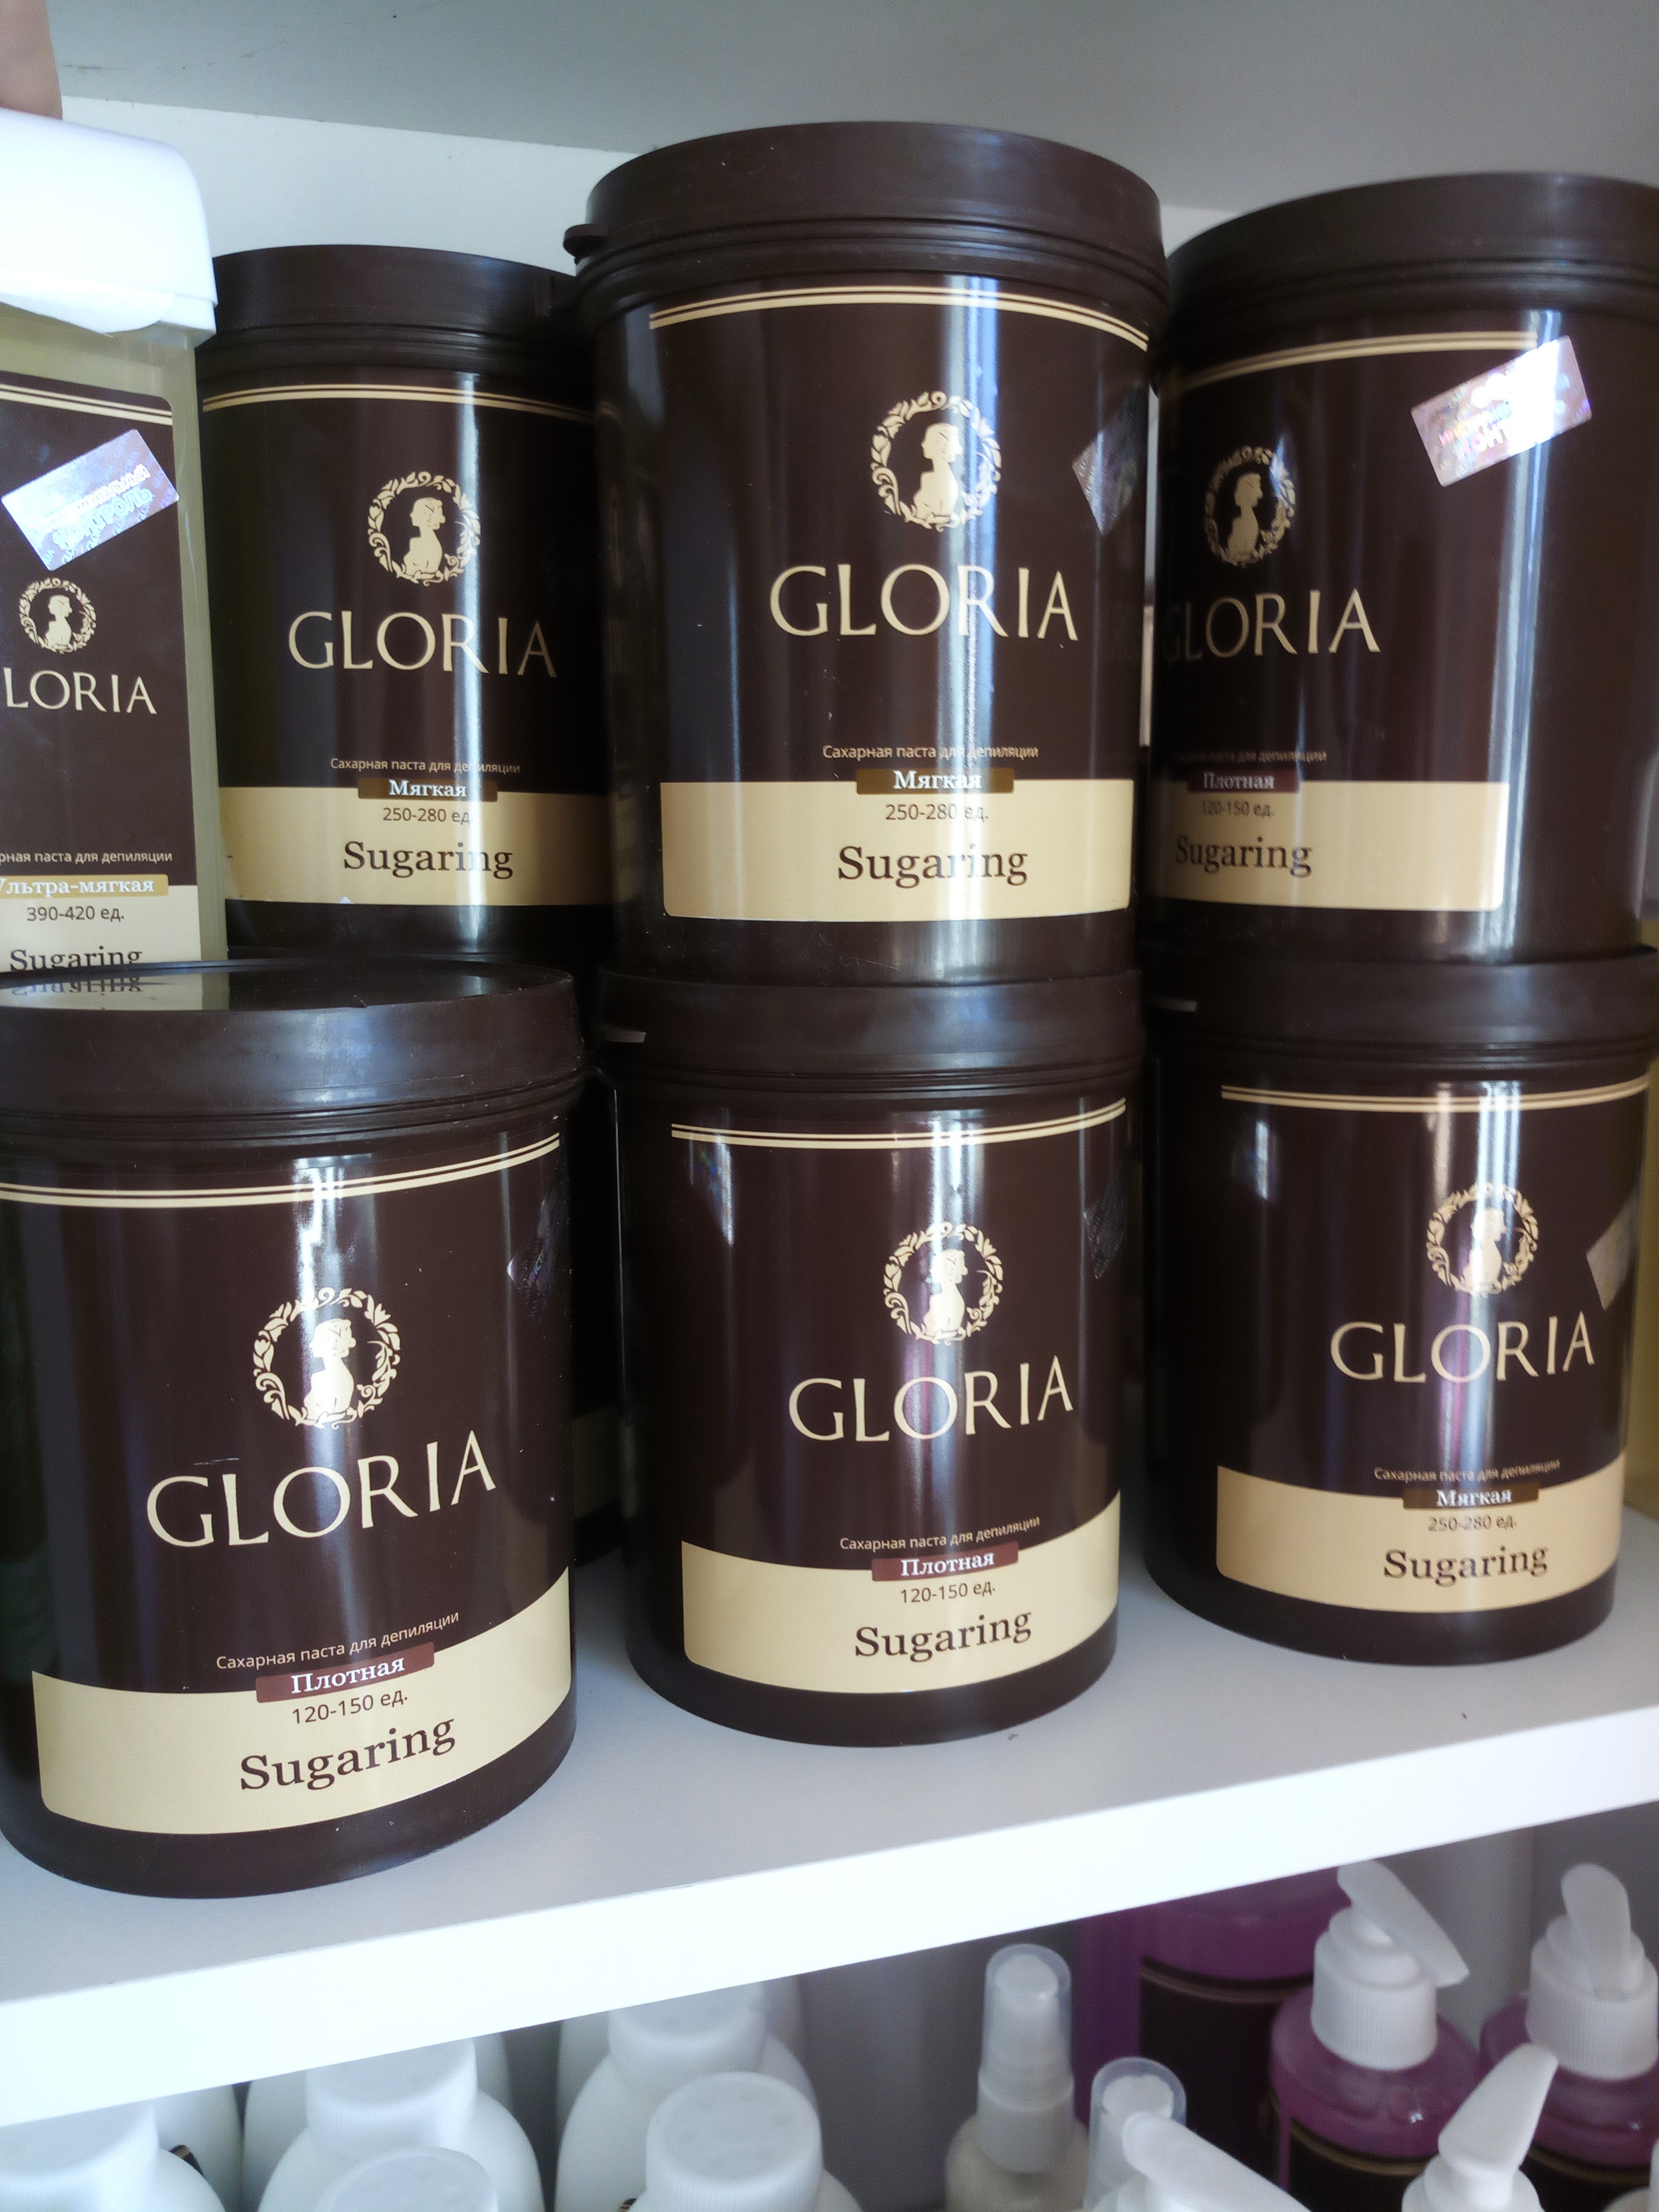 LORIA
рная паста для депиляции
Ультра-мягкая
390-420 ед.
Sugaring
GLORIA
Сахарная паста для депиляции
Мягкая
250-280 ед.
Sugaring
GLORIA
Сахарная паста для депиляции
Мягкая
250-280 ед.
Sugaring
GLORIA
паста для депиляции
Плотная
120-150 ед.
Sugaring
GLORIA
Сахарная паста для депиляции
Плотная
120-150 ед.
Sugaring
GLORIA
Сахарная паста для депиляции
Плотная
120-150 ед.
Sugaring
GLORIA
Сахарная паста для депиляции
Мягкая
250-280 ед.
Sugaring